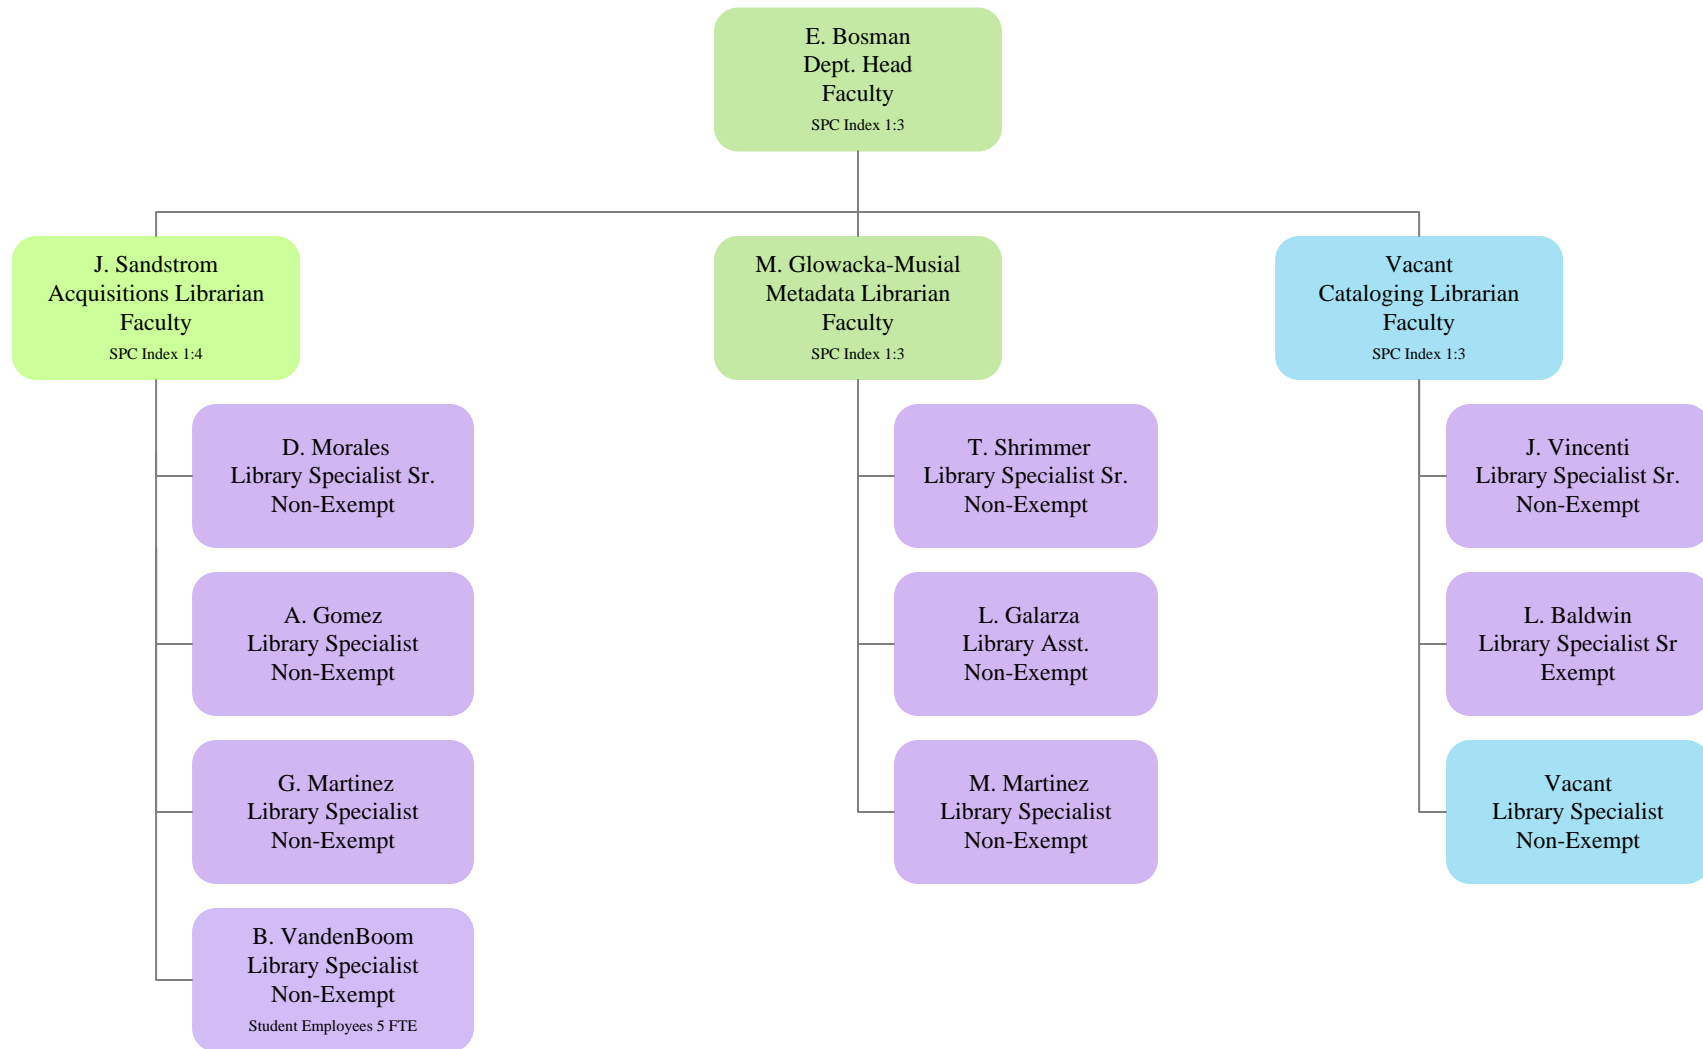 E. Bosman
Dept. Head
Faculty
SPC Index 1:3
J. Sandstrom
Acquisitions Librarian
Faculty
SPC Index 1:4
M. Glowacka-Musial
Metadata Librarian
Faculty
SPC Index 1:3
Vacant
Cataloging Librarian
Faculty
SPC Index 1:3
D. Morales
Library Specialist Sr.
Non-Exempt
A. Gomez
Library Specialist
Non-Exempt
G. Martinez
Library Specialist
Non-Exempt
B. VandenBoom
Library Specialist
Non-Exempt
Student Employees 5 FTE
T. Shrimmer
Library Specialist Sr.
Non-Exempt
L. Galarza
Library Asst.
Non-Exempt
M. Martinez
Library Specialist
Non-Exempt
J. Vincenti
Library Specialist Sr.
Non-Exempt
L. Baldwin
Library Specialist Sr
Exempt
Vacant
Library Specialist
Non-Exempt